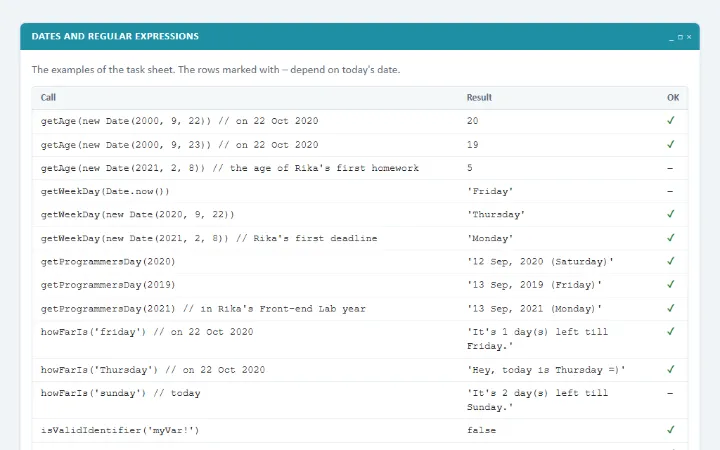 DATES AND REGULAR EXPRESSIONS
The examples of the task sheet. The rows marked with – depend on today's date.
Call Result OK
getAge(new Date(2000, 9, 22)) // on 22 Oct 2020 20 ✓
getAge(new Date(2000, 9, 23)) // on 22 Oct 2020 19 ✓
getAge(new Date(2021, 2, 8)) // the age of Rika's first homework 5 –
getWeekDay(Date.now()) 'Friday' –
getWeekDay(new Date(2020, 9, 22)) 'Thursday' ✓
getWeekDay(new Date(2021, 2, 8)) // Rika's first deadline 'Monday' ✓
getProgrammersDay(2020) '12 Sep, 2020 (Saturday)' ✓
getProgrammersDay(2019) '13 Sep, 2019 (Friday)' ✓
getProgrammersDay(2021) // in Rika's Front-end Lab year '13 Sep, 2021 (Monday)' ✓
howFarIs('friday') // on 22 Oct 2020 'It's 1 day(s) left till ✓
Friday.'
howFarIs('Thursday') // on 22 Oct 2020 'Hey, today is Thursday =)' ✓
howFarIs('sunday') // today 'It's 2 day(s) left till –
Sunday.'
isValidIdentifier('myVar!') false ✓